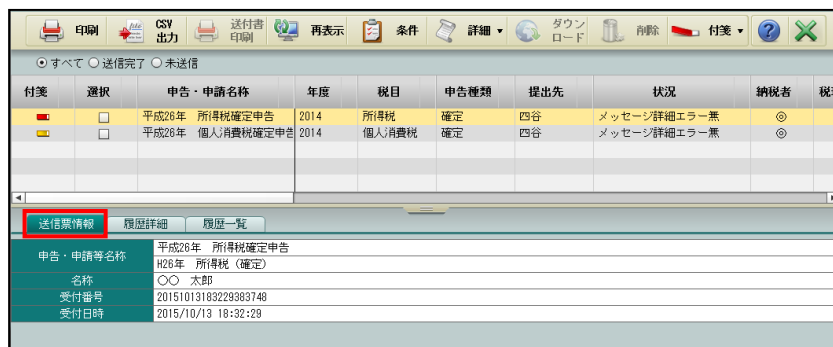 印刷 CSV出力 送付書印刷 再表示 条件 詳細 ダウンロード 削除 付箋
すべて 送信完了 未送信
付箋 選択 申告・申請名称 年度 税目 申告種類 提出先 状況 納税者 税
平成26年 所得税確定申告 2014 所得税 確定 四谷 メッセージ詳細エラー無 ◎
平成26年 個人消費税確定申告 2014 個人消費税 確定 四谷 メッセージ詳細エラー無 ◎
送信票情報 履歴詳細 履歴一覧
申告・申請等名称 平成26年 所得税確定申告
H26年 所得税（確定）
名称 〇〇 太郎
受付番号 20151013183229383748
受付日時 2015/10/13 18:32:29